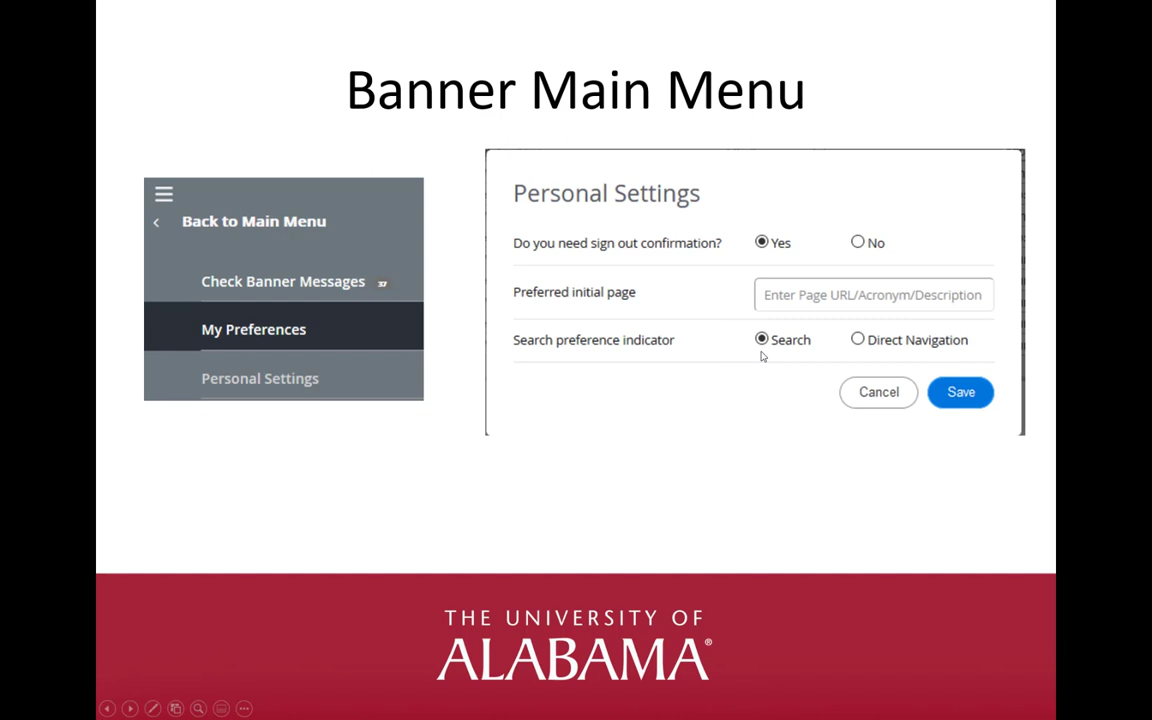 Banner Main Menu
Back to Main Menu
Check Banner Messages 37
My Preferences
Personal Settings
Personal Settings
Do you need sign out confirmation? Yes No
Preferred initial page Enter Page URL/Acronym/Description
Search preference indicator Search Direct Navigation
Cancel Save
THE UNIVERSITY OF
ALABAMA®